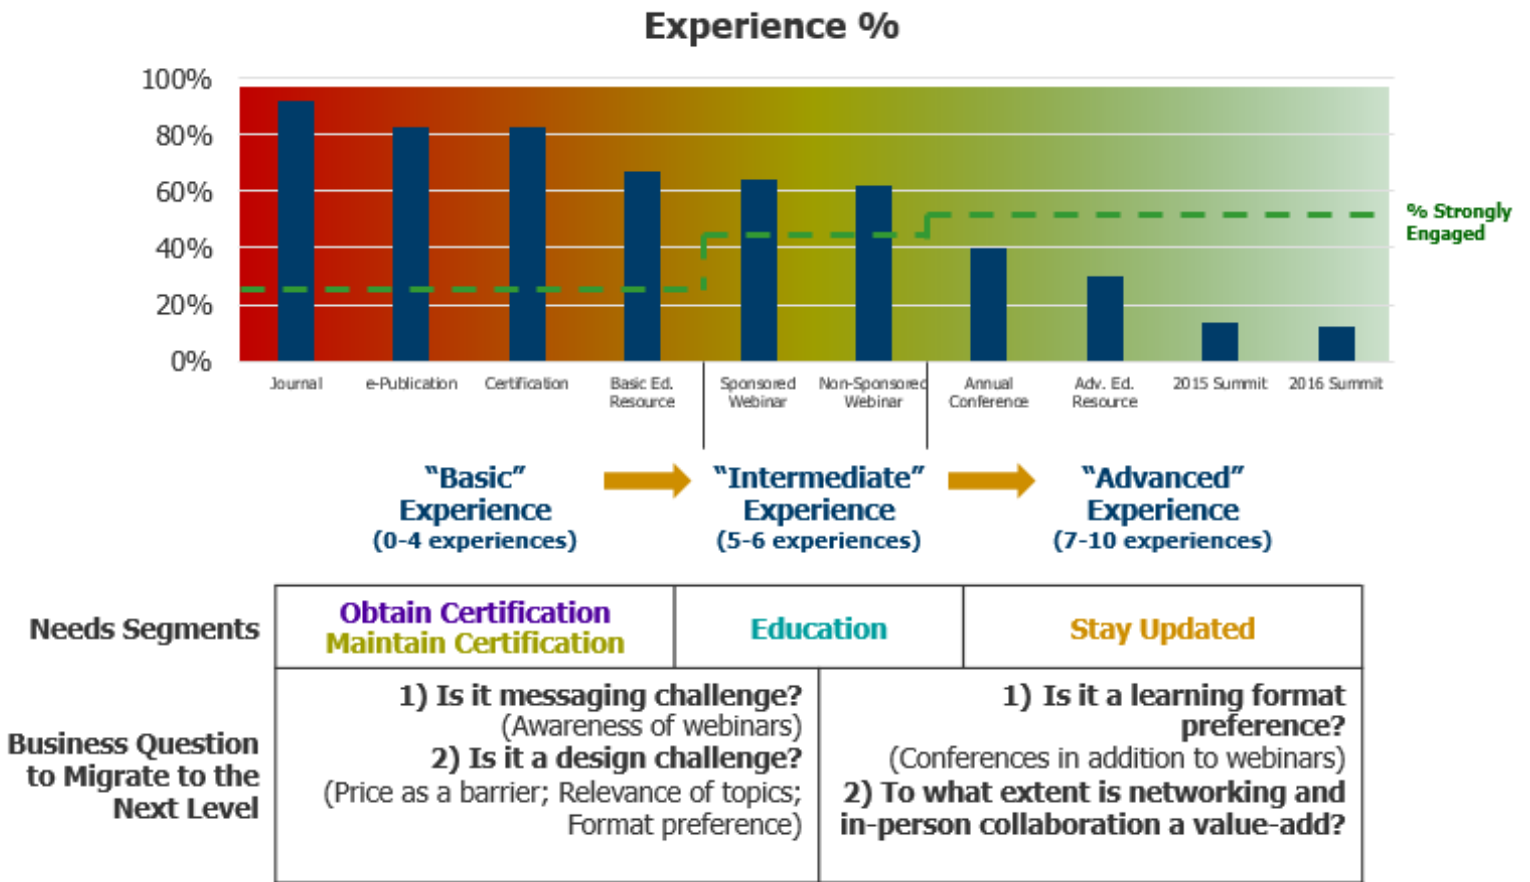 Experience %
100%
80%
60%
40%
20%
0%
% Strongly
Engaged
Journal
e-Publication
Certification
Basic Ed.
Resource
Sponsored
Webinar
Non-Sponsored
Webinar
Annual
Conference
Adv. Ed.
Resource
2015 Summit
2016 Summit
“Basic”
Experience
(0-4 experiences)
“Intermediate”
Experience
(5-6 experiences)
“Advanced”
Experience
(7-10 experiences)
Needs Segments
Obtain Certification
Maintain Certification
Education
Stay Updated
Business Question
to Migrate to the
Next Level
1) Is it messaging challenge?
(Awareness of webinars)
2) Is it a design challenge?
(Price as a barrier; Relevance of topics;
Format preference)
1) Is it a learning format
preference?
(Conferences in addition to webinars)
2) To what extent is networking and
in-person collaboration a value-add?